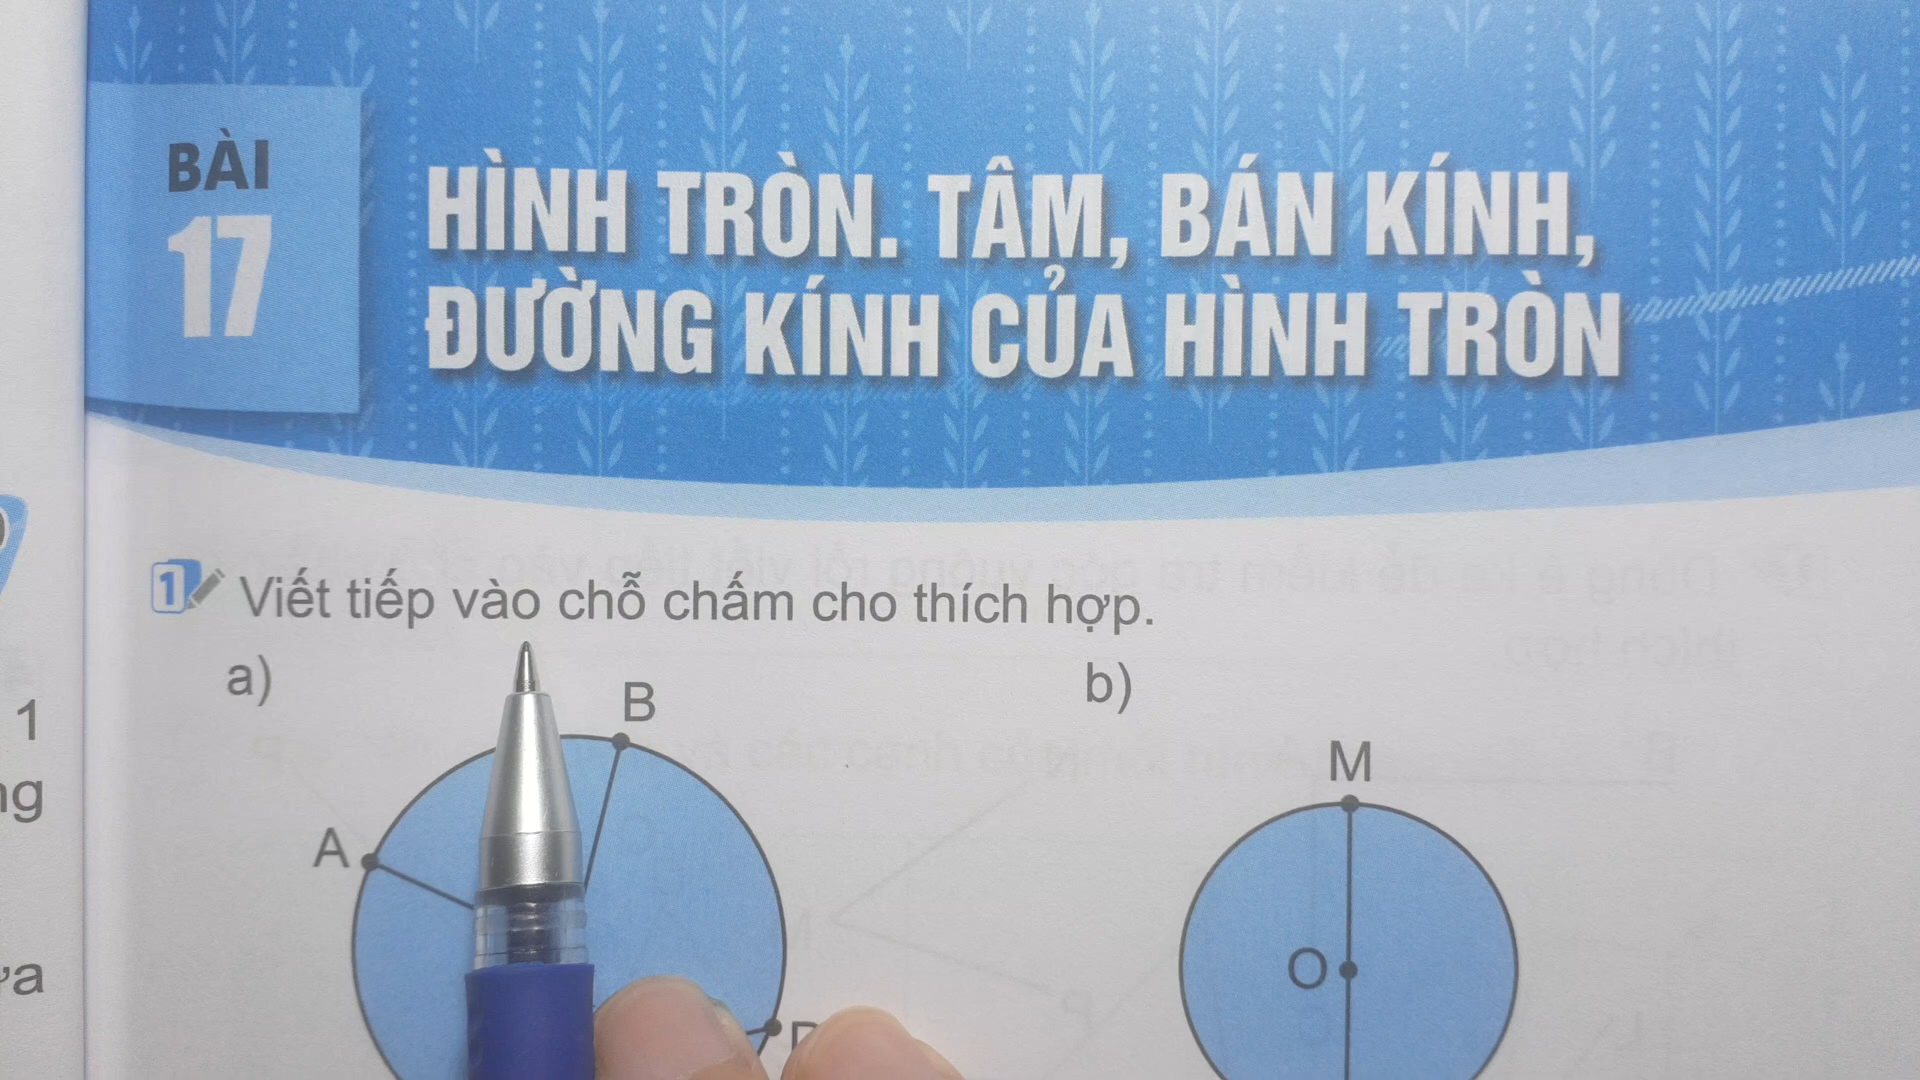 BÀI
17
HÌNH TRÒN. TÂM, BÁN KÍNH,
ĐƯỜNG KÍNH CỦA HÌNH TRÒN
1 Viết tiếp vào chỗ chấm cho thích hợp.
a)
b)
B
M
A
O
1